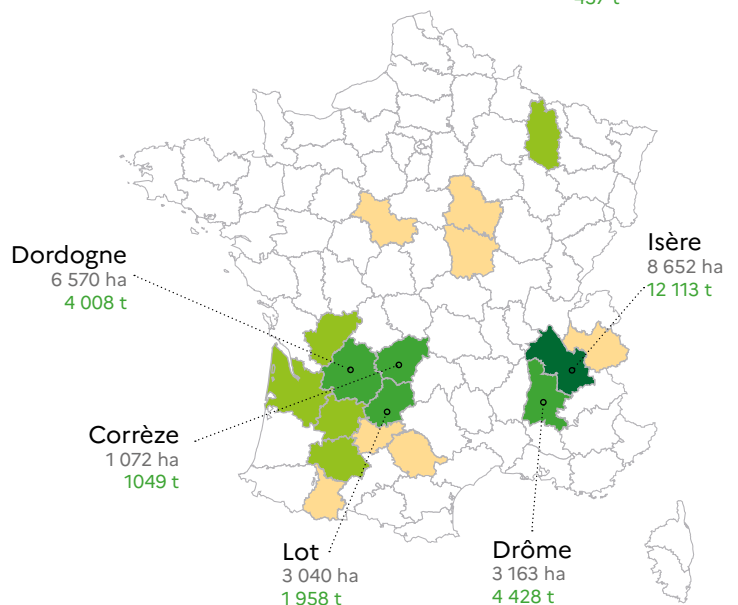 Isère
8 652 ha
12 113 t
Dordogne
6 570 ha
4 008 t
Corrèze
1 072 ha
1049 t
Lot
3 040 ha
1 958 t
Drôme
3 163 ha
4 428 t